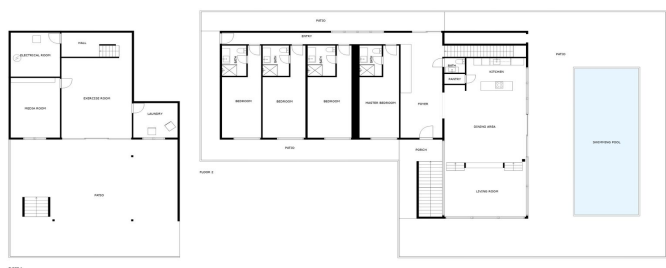 ELECTRICAL ROOM
HALL
MEDIA ROOM
EXERCISE ROOM
LAUNDRY
PATIO
PATIO
ENTRY
BATH
BATH
BATH
BATH
BEDROOM
BEDROOM
BEDROOM
MASTER BEDROOM
FOYER
BATH
PANTRY
KITCHEN
PATIO
DINING AREA
SWIMMING POOL
PATIO
PORCH
LIVING ROOM
FLOOR 2